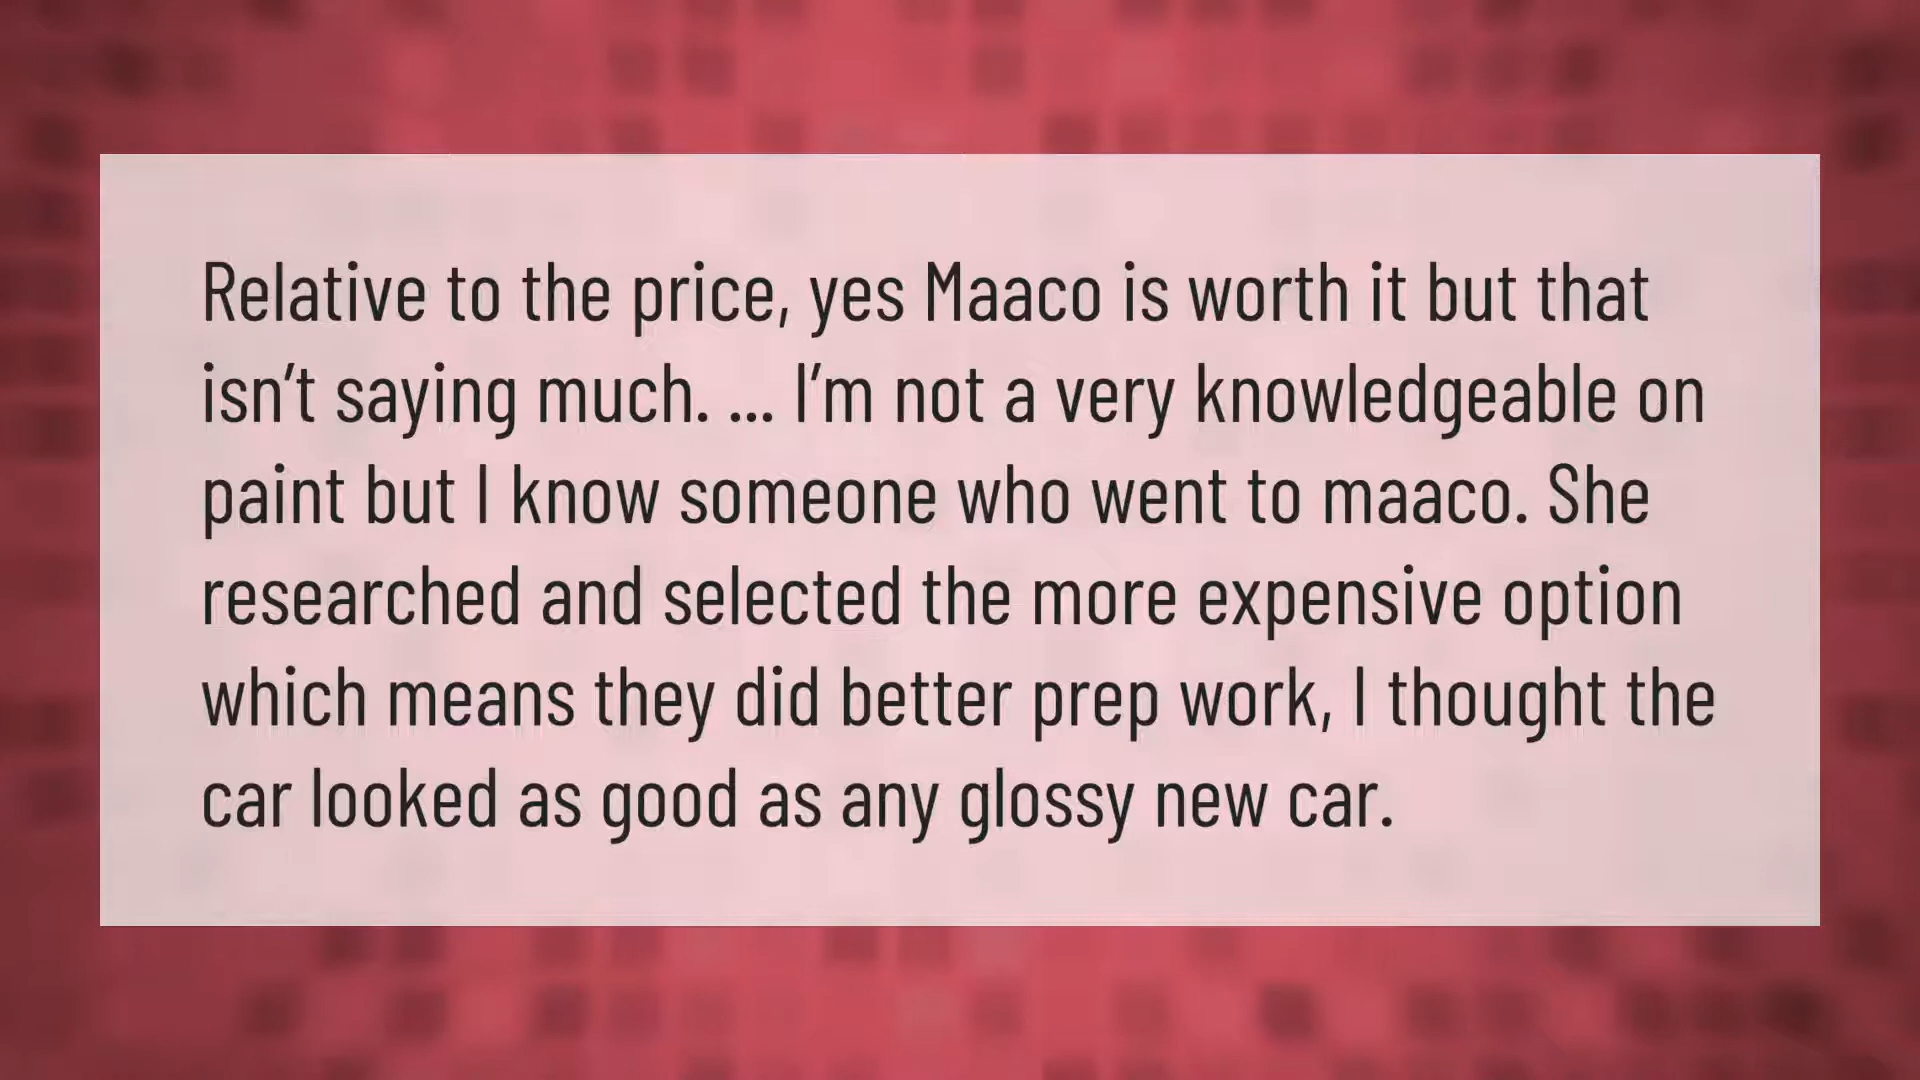 Relative to the price, yes Maaco is worth it but that
isn’t saying much. ... I’m not a very knowledgeable on
paint but I know someone who went to maaco. She
researched and selected the more expensive option
which means they did better prep work, I thought the
car looked as good as any glossy new car.